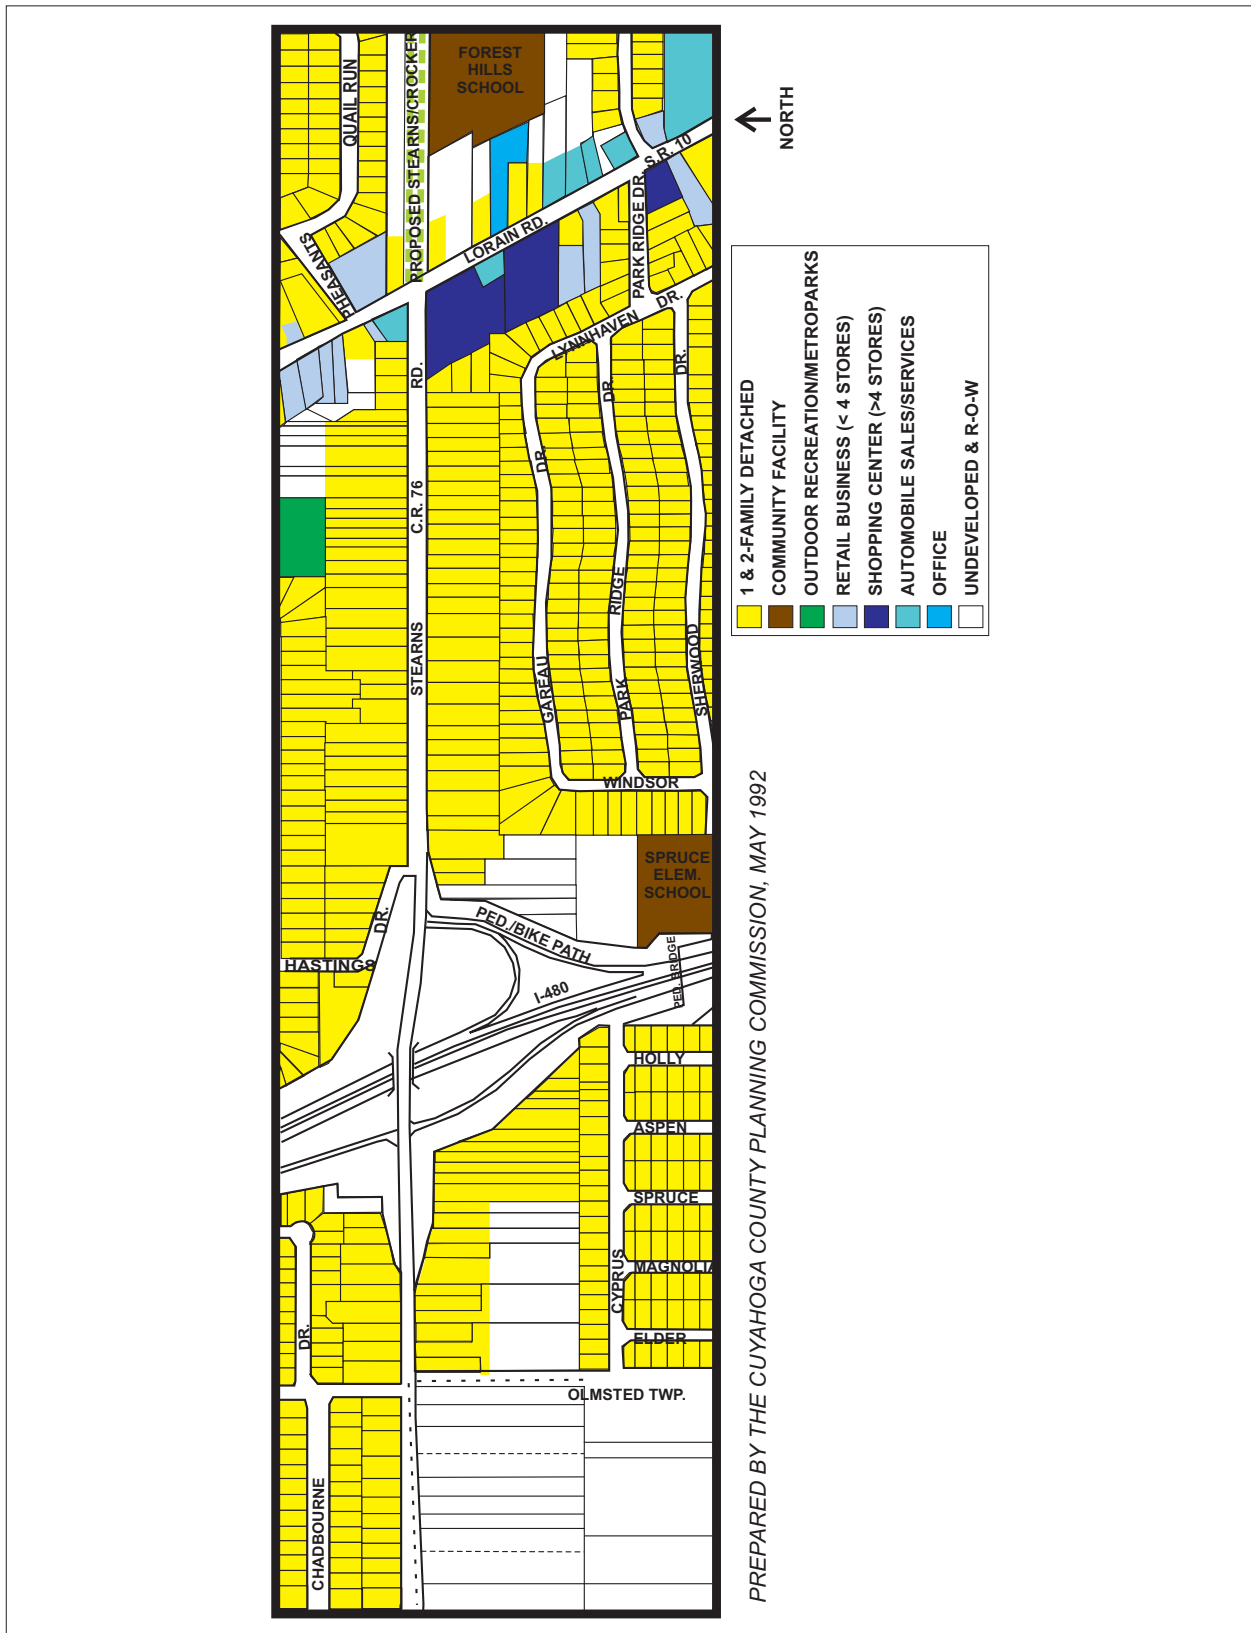 QUAIL RUN
PHEASANTS
PROPOSED STEARNS/CROCKER
FOREST
HILLS
SCHOOL
LORAIN RD.
S.R. 10
PARK RIDGE DR.
LYNNHAVEN
DR.
NORTH
RD.
C.R. 76
STEARNS
DR.
GAREAU
DR.
RIDGE
PARK
DR.
SHERWOOD
WINDSOR
SPRUCE
ELEM.
SCHOOL
DR.
HASTINGS
PED./BIKE PATH
PED. BRIDGE
I-480
HOLLY
ASPEN
SPRUCE
MAGNOLIA
ELDER
CYPRUS
DR.
CHADBOURNE
OLMSTED TWP.
1 & 2-FAMILY DETACHED
COMMUNITY FACILITY
OUTDOOR RECREATION/METROPARKS
RETAIL BUSINESS (< 4 STORES)
SHOPPING CENTER (>4 STORES)
AUTOMOBILE SALES/SERVICES
OFFICE
UNDEVELOPED & R-O-W
PREPARED BY THE CUYAHOGA COUNTY PLANNING COMMISSION, MAY 1992